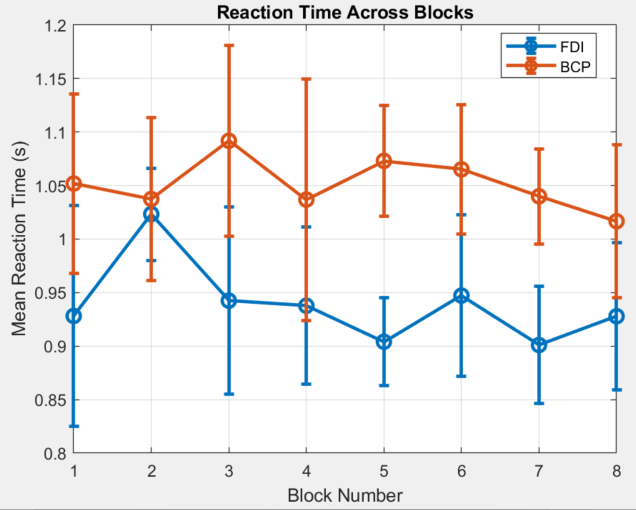 Reaction Time Across Blocks
FDI
BCP
1.2
1.15
1.1
1.05
1
0.95
0.9
0.85
0.8
Mean Reaction Time (s)
1 2 3 4 5 6 7 8
Block Number